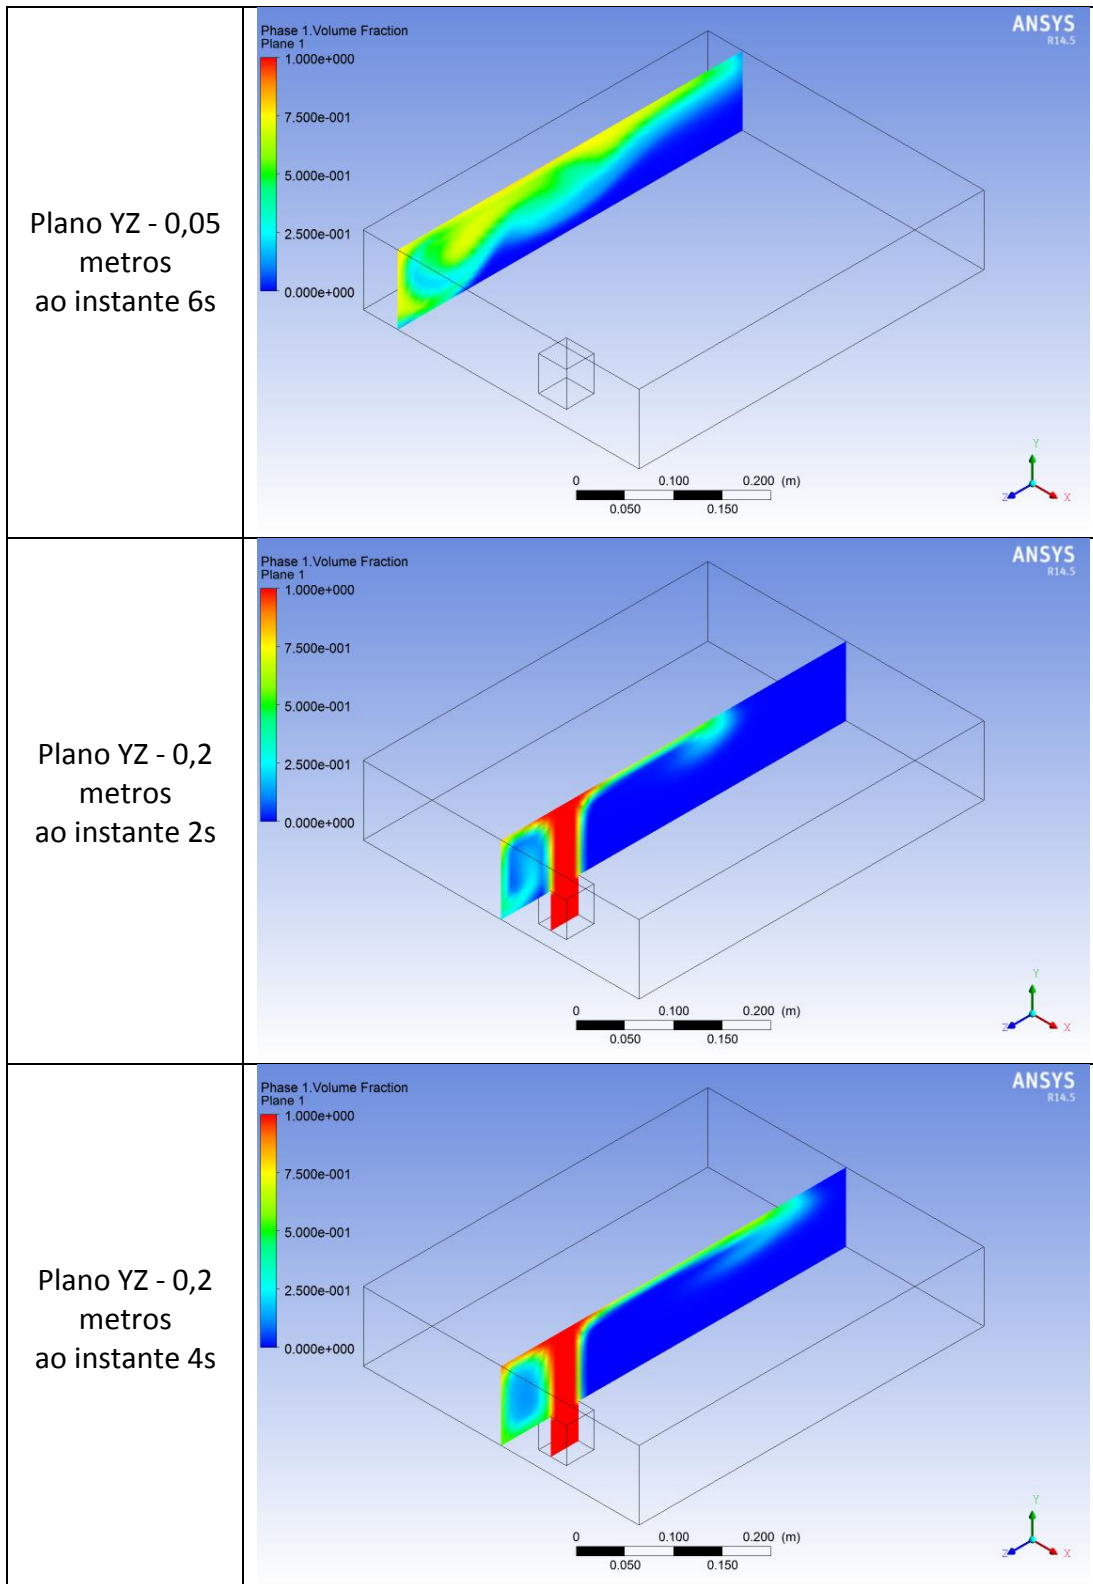 Plano YZ - 0,05
metros
ao instante 6s
Phase 1.Volume Fraction
Plane 1
1.000e+000
7.500e-001
5.000e-001
2.500e-001
0.000e+000
ANSYS
R14.5
0 0.100 0.200 (m)
0.050 0.150
Y
Z X
Plano YZ - 0,2
metros
ao instante 2s
Phase 1.Volume Fraction
Plane 1
1.000e+000
7.500e-001
5.000e-001
2.500e-001
0.000e+000
ANSYS
R14.5
0 0.100 0.200 (m)
0.050 0.150
Y
Z X
Plano YZ - 0,2
metros
ao instante 4s
Phase 1.Volume Fraction
Plane 1
1.000e+000
7.500e-001
5.000e-001
2.500e-001
0.000e+000
ANSYS
R14.5
0 0.100 0.200 (m)
0.050 0.150
Y
Z X